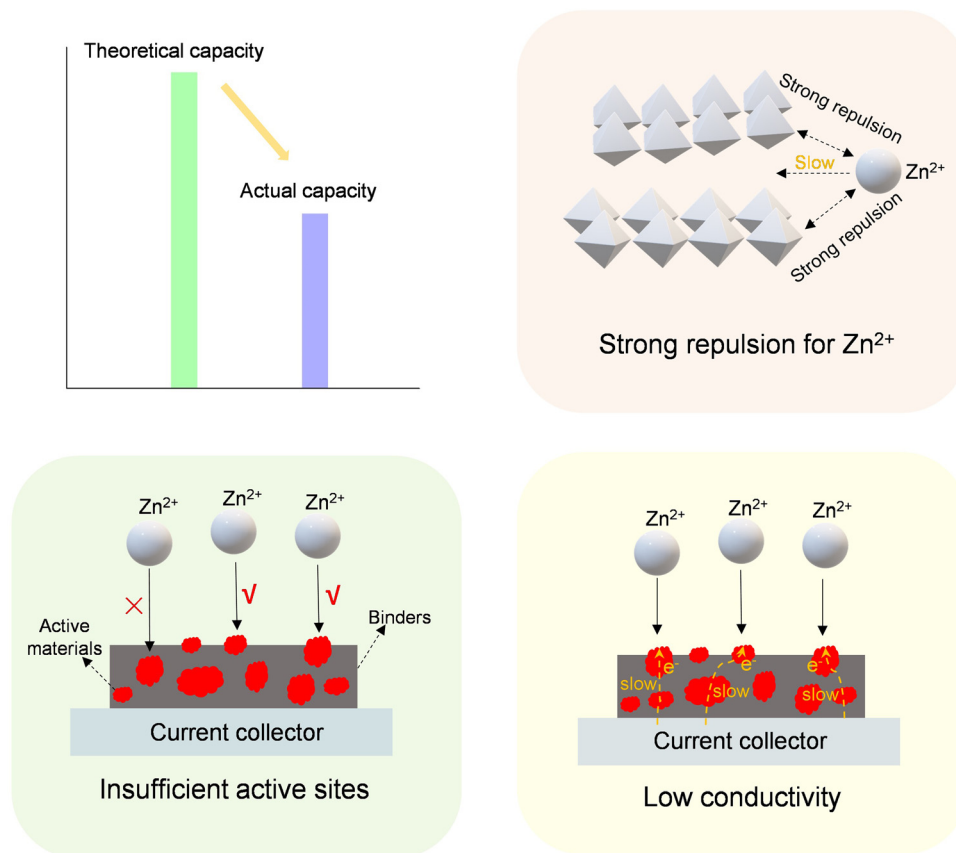 Theoretical capacity
Actual capacity
Strong repulsion
Slow
Zn²⁺
Strong repulsion
Strong repulsion for Zn²⁺
Zn²⁺
Zn²⁺
Zn²⁺
×
√
√
Active
materials
Binders
Current collector
Insufficient active sites
Zn²⁺
Zn²⁺
Zn²⁺
e⁻
e⁻
e⁻
slow
slow
slow
Current collector
Low conductivity